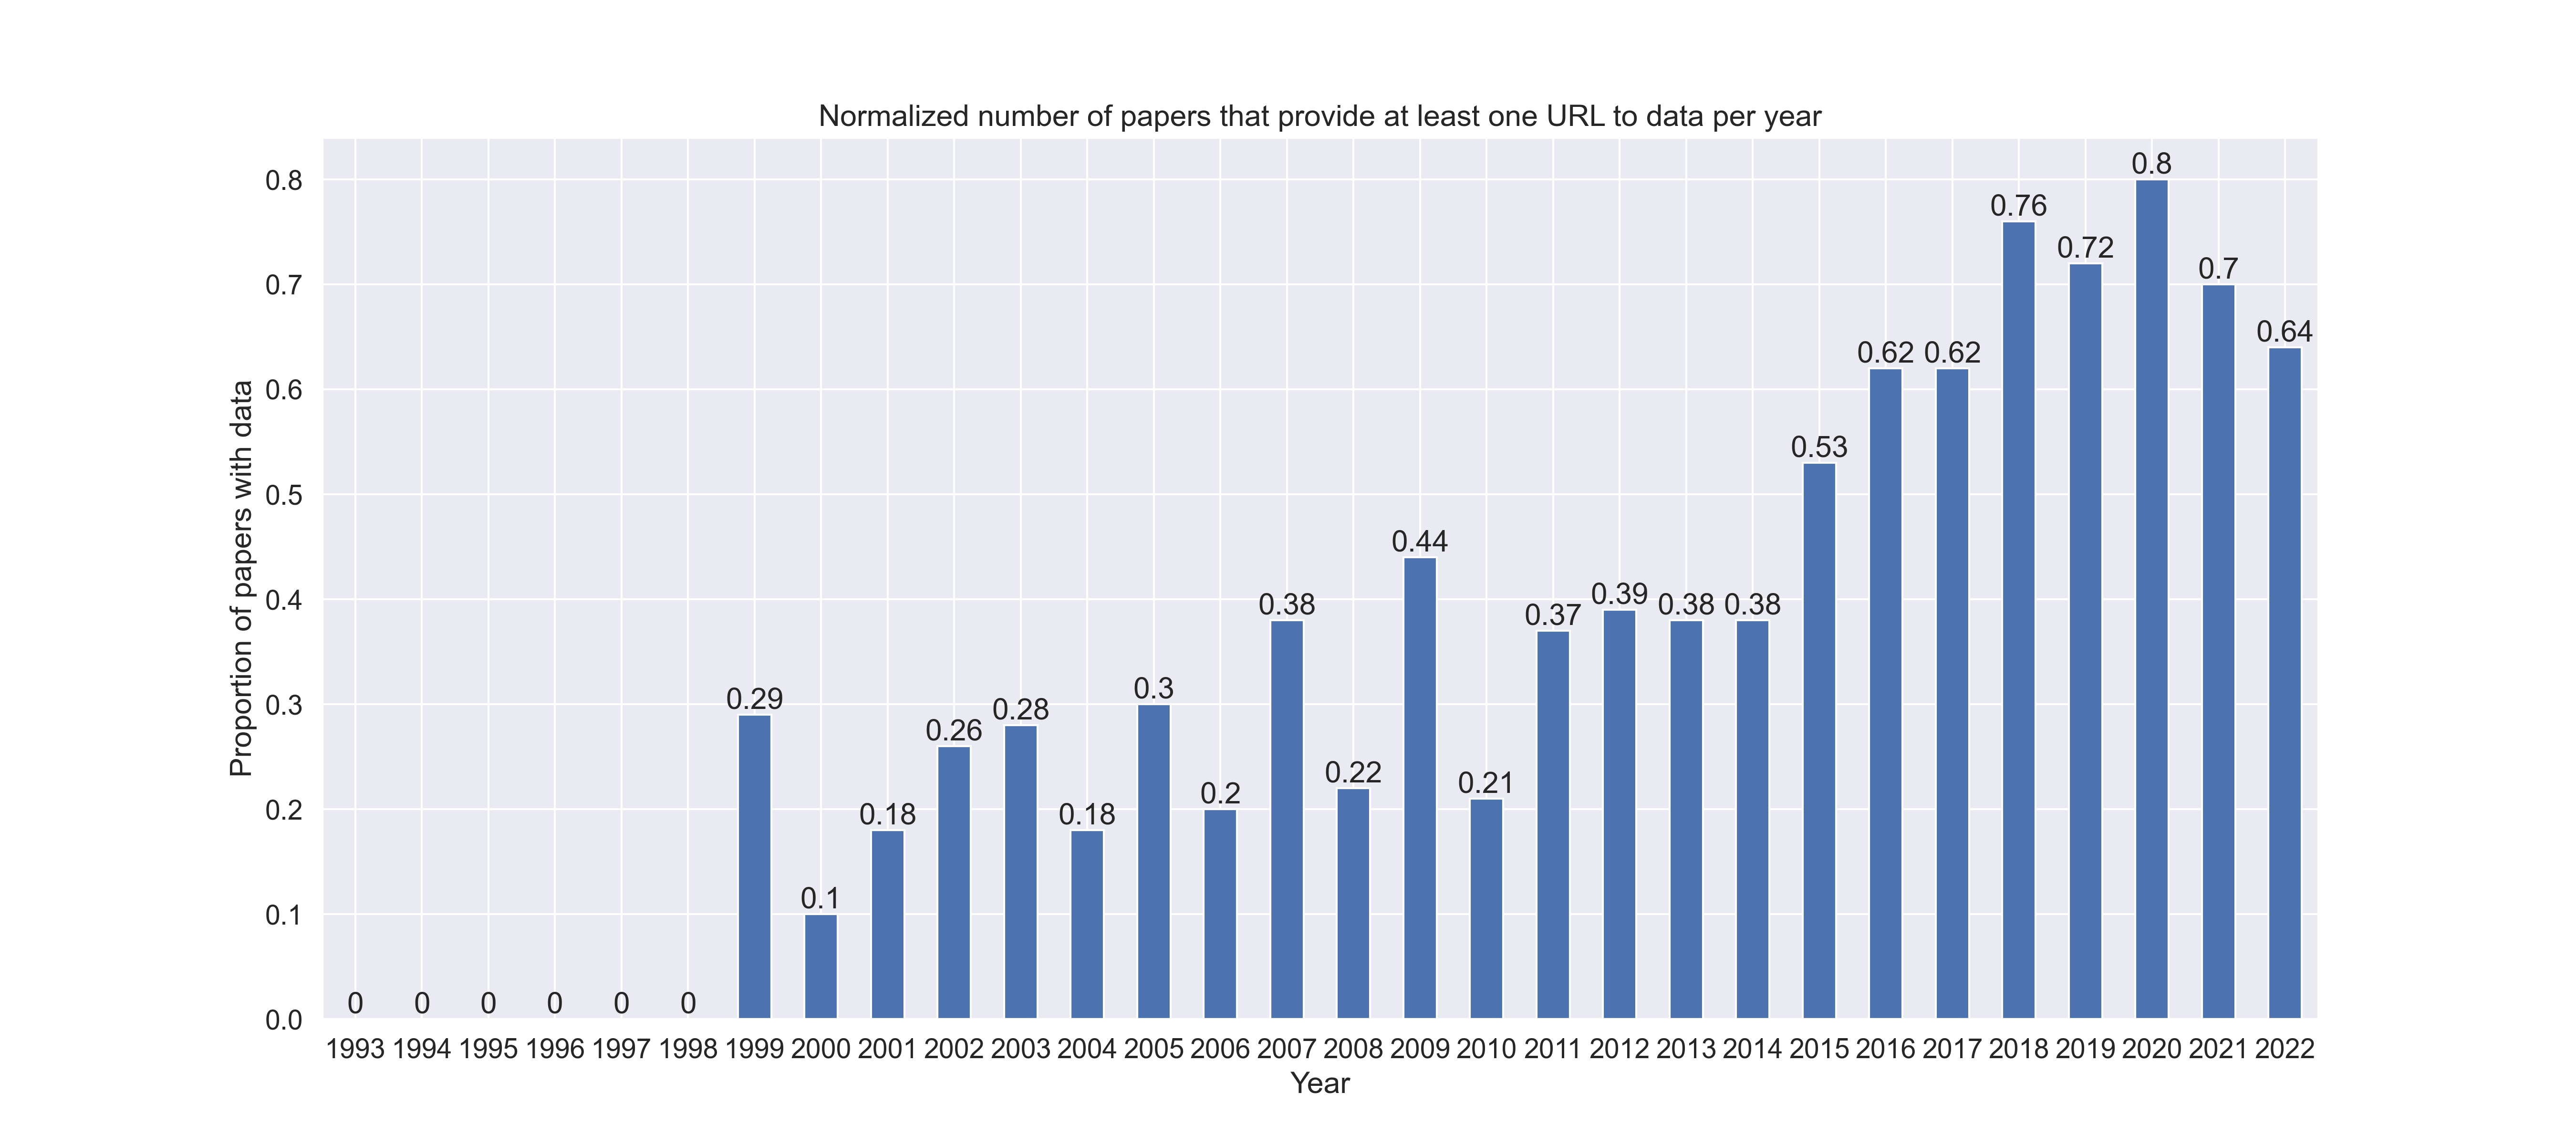 Normalized number of papers that provide at least one URL to data per year
Proportion of papers with data
0.8
0.7
0.6
0.5
0.4
0.3
0.2
0.1
0.0
0 0 0 0 0 0 0.29 0.1 0.18 0.26 0.28 0.18 0.3 0.2 0.38 0.22 0.44 0.21 0.37 0.39 0.38 0.38 0.53 0.62 0.62 0.76 0.72 0.8 0.7 0.64
1993 1994 1995 1996 1997 1998 1999 2000 2001 2002 2003 2004 2005 2006 2007 2008 2009 2010 2011 2012 2013 2014 2015 2016 2017 2018 2019 2020 2021 2022
Year